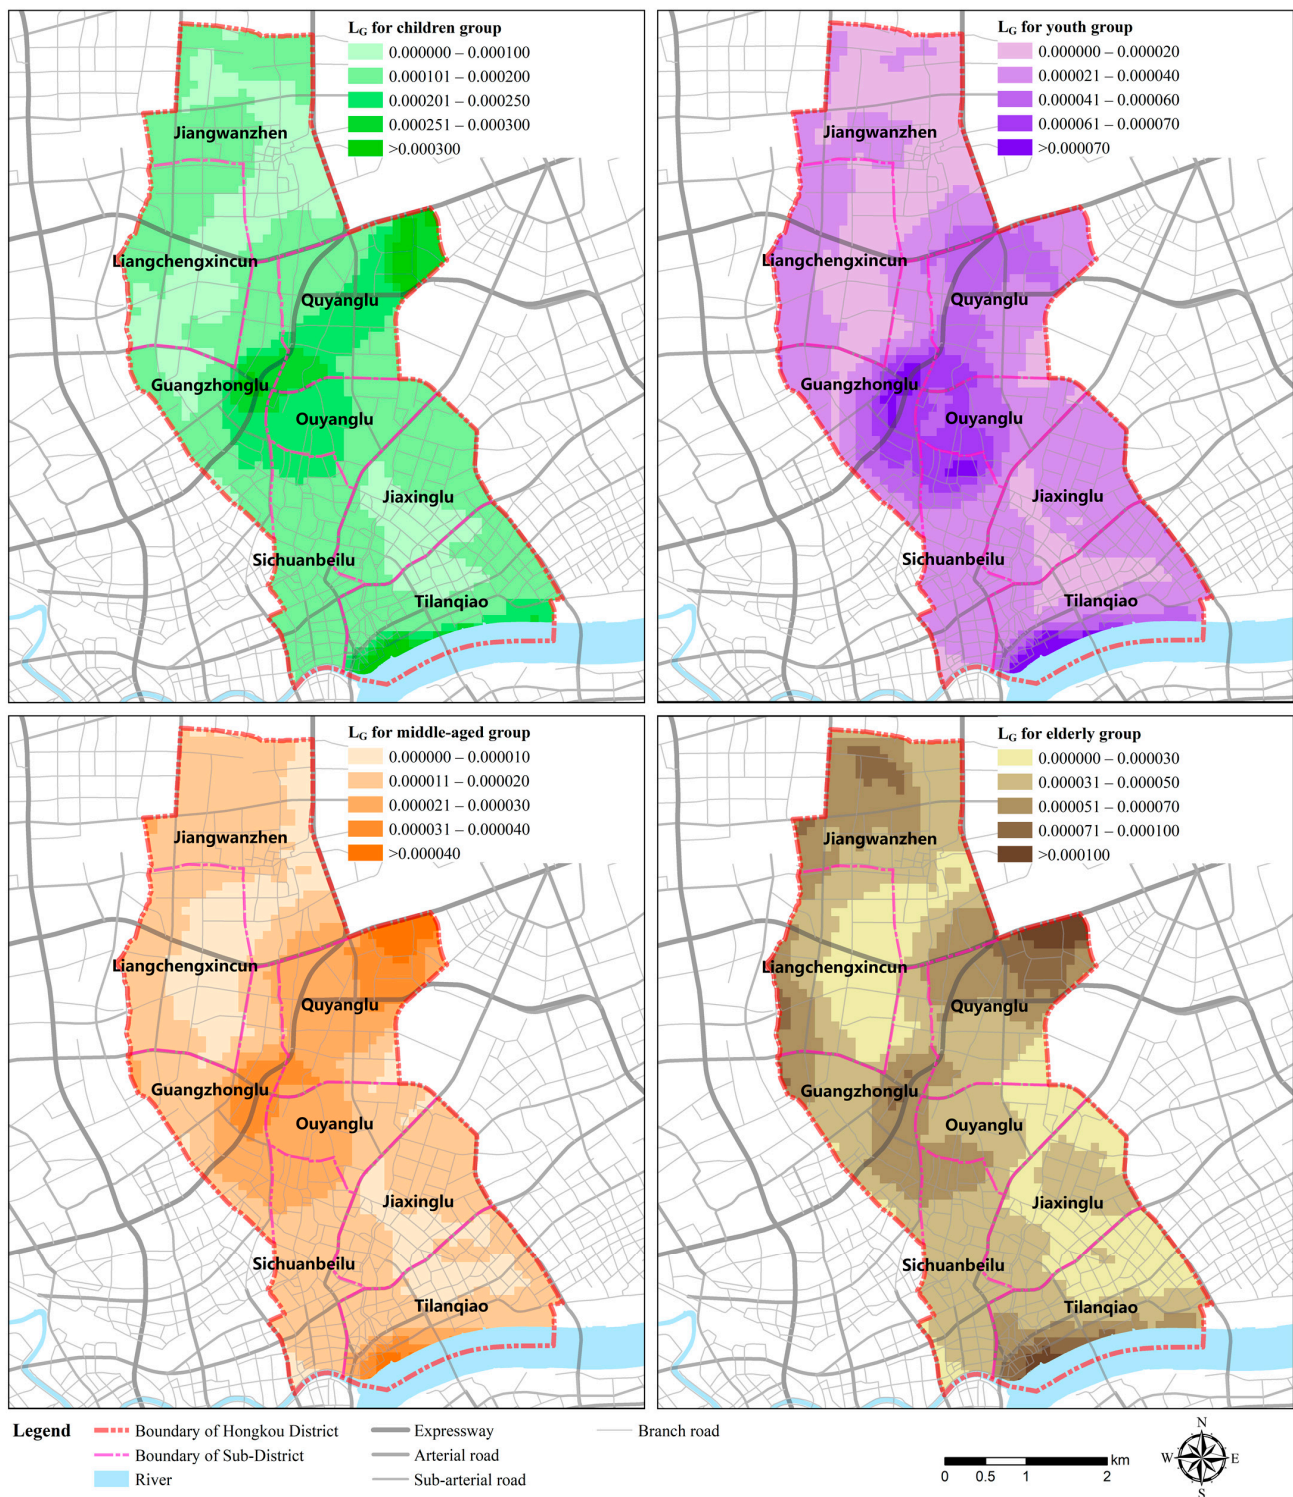 L_G for children group
0.000000 – 0.000100
0.000101 – 0.000200
0.000201 – 0.000250
0.000251 – 0.000300
>0.000300
Jiangwanzhen
Liangchengxincun
Quyanglu
Guangzhonglu
Ouyanglu
Jiaxinglu
Sichuanbeilu
Tilanqiao
L_G for youth group
0.000000 – 0.000020
0.000021 – 0.000040
0.000041 – 0.000060
0.000061 – 0.000070
>0.000070
Jiangwanzhen
Liangchengxincun
Quyanglu
Guangzhonglu
Ouyanglu
Jiaxinglu
Sichuanbeilu
Tilanqiao
L_G for middle-aged group
0.000000 – 0.000010
0.000011 – 0.000020
0.000021 – 0.000030
0.000031 – 0.000040
>0.000040
Jiangwanzhen
Liangchengxincun
Quyanglu
Guangzhonglu
Ouyanglu
Jiaxinglu
Sichuanbeilu
Tilanqiao
L_G for elderly group
0.000000 – 0.000030
0.000031 – 0.000050
0.000051 – 0.000070
0.000071 – 0.000100
>0.000100
Jiangwanzhen
Liangchengxincun
Quyanglu
Guangzhonglu
Ouyanglu
Jiaxinglu
Sichuanbeilu
Tilanqiao
Legend
Boundary of Hongkou District
Boundary of Sub-District
River
Expressway
Arterial road
Sub-arterial road
Branch road
0 0.5 1 2 km
N
W E
S